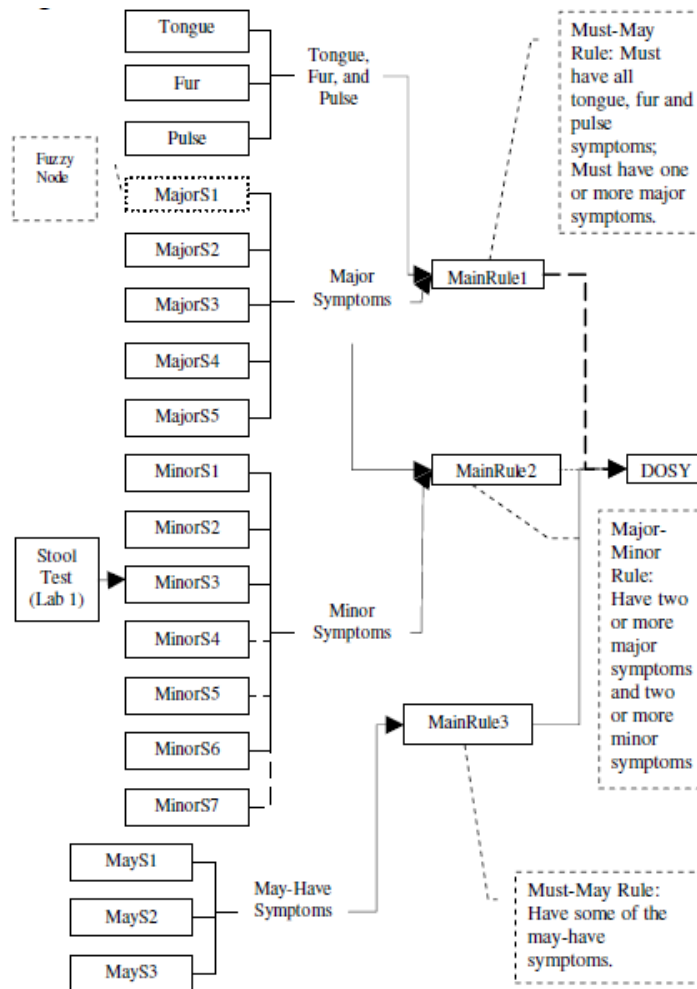 Tongue
Fur
Pulse
Tongue,
Fur, and
Pulse
Must-May
Rule: Must
have all
tongue, fur and
pulse
symptoms;
Must have one
or more major
symptoms.
Fuzzy
Node
MajorS1
MajorS2
MajorS3
MajorS4
MajorS5
Major
Symptoms
MainRule1
MinorS1
MinorS2
MinorS3
MinorS4
MinorS5
MinorS6
MinorS7
Stool
Test
(Lab 1)
Minor
Symptoms
MainRule2
DOSY
Major-
Minor
Rule:
Have two
or more
major
symptoms
and two
or more
minor
symptoms
MainRule3
MayS1
MayS2
MayS3
May-Have
Symptoms
Must-May Rule:
Have some of the
may-have
symptoms.